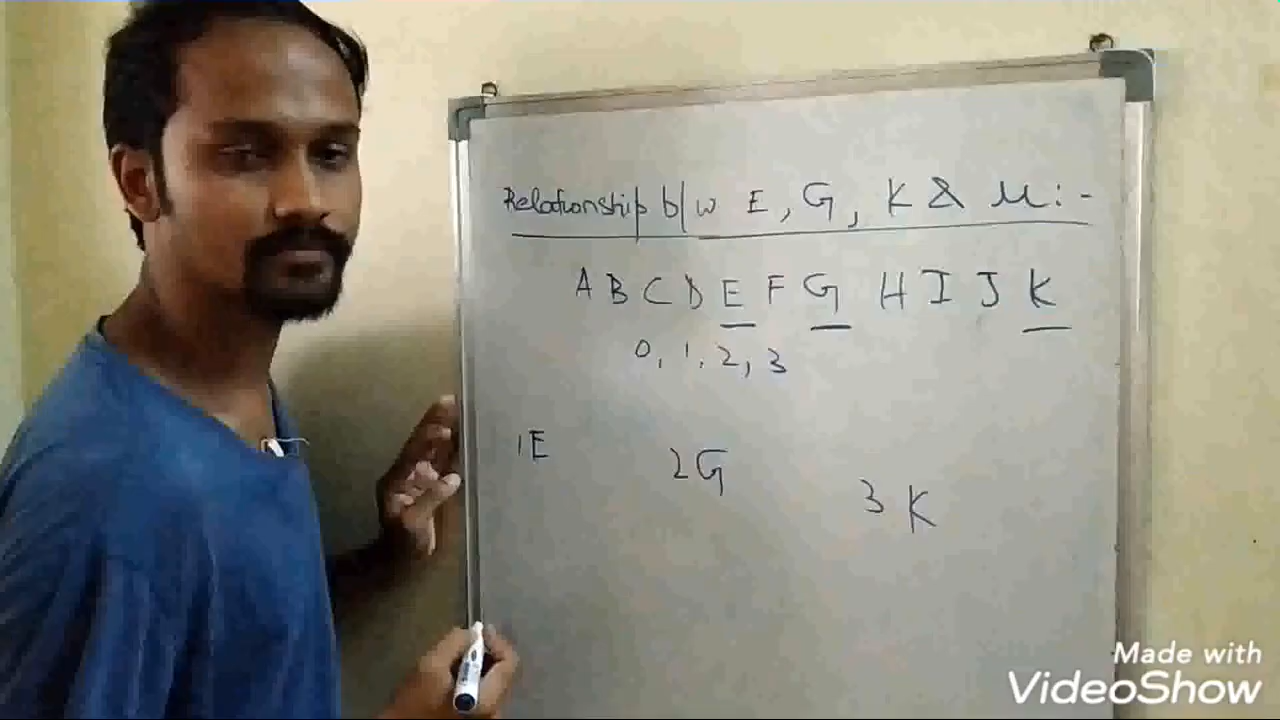 Relationship b/w E, G, K & μ:-
A B C D E F G H I J K
0, 1, 2, 3
1E 2G 3K
Made with
VideoShow